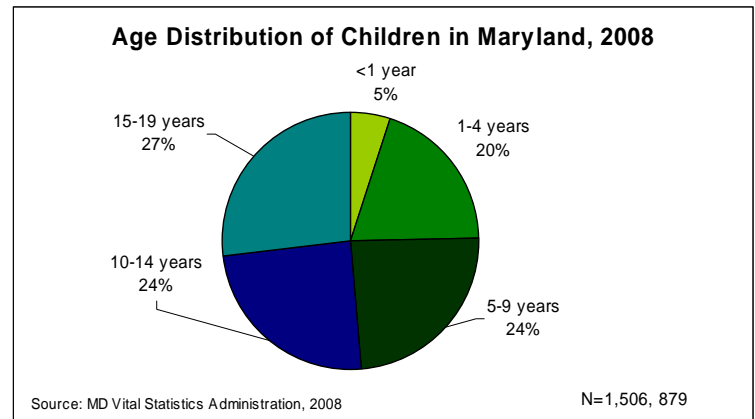 Age Distribution of Children in Maryland, 2008
<1 year
5%
1-4 years
20%
15-19 years
27%
10-14 years
24%
5-9 years
24%
Source: MD Vital Statistics Administration, 2008
N=1,506, 879